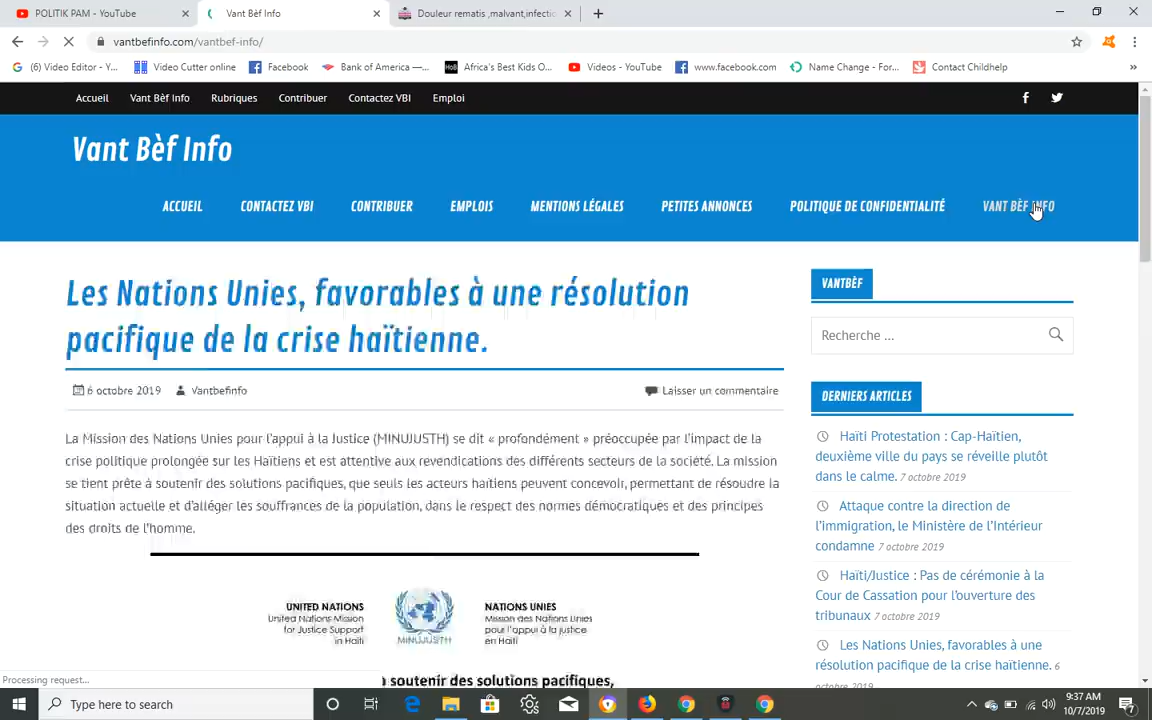 POLITIK PAM - YouTube
Vant Bèf Info
Douleur rematis ,malvant,infectio
vantbefinfo.com/vantbef-info/
(6) Video Editor - Y...
Video Cutter online
Facebook
Bank of America —...
Africa's Best Kids O...
Videos - YouTube
www.facebook.com
Name Change - For...
Contact Childhelp
»
Accueil
Vant Bèf Info
Rubriques
Contribuer
Contactez VBI
Emploi
Vant Bèf Info
ACCUEIL
CONTACTEZ VBI
CONTRIBUER
EMPLOIS
MENTIONS LÉGALES
PETITES ANNONCES
POLITIQUE DE CONFIDENTIALITÉ
VANT BÈF INFO
Les Nations Unies, favorables à une résolution
pacifique de la crise haïtienne.
6 octobre 2019
Vantbefinfo
Laisser un commentaire
La Mission des Nations Unies pour l'appui à la Justice (MINUJUSTH) se dit « profondément » préoccupée par l'impact de la
crise politique prolongée sur les Haïtiens et est attentive aux revendications des différents secteurs de la société. La mission
se tient prête à soutenir des solutions pacifiques, que seuls les acteurs haïtiens peuvent concevoir, permettant de résoudre la
situation actuelle et d'alléger les souffrances de la population, dans le respect des normes démocratiques et des principes
des droits de l'homme.
UNITED NATIONS
United Nations Mission
for Justice Support
in Haiti
MINUJUSTH
NATIONS UNIES
Mission des Nations Unies
pour l'appui à la justice
en Haïti
à soutenir des solutions pacifiques,
VANTBÈF
Recherche ...
DERNIERS ARTICLES
Haïti Protestation : Cap-Haïtien,
deuxième ville du pays se réveille plutôt
dans le calme. 7 octobre 2019
Attaque contre la direction de
l'immigration, le Ministère de l'Intérieur
condamne 7 octobre 2019
Haïti/Justice : Pas de cérémonie à la
Cour de Cassation pour l'ouverture des
tribunaux 7 octobre 2019
Les Nations Unies, favorables à une
résolution pacifique de la crise haïtienne. 6
octobre 2019
Processing request...
Type here to search
9:37 AM
10/7/2019